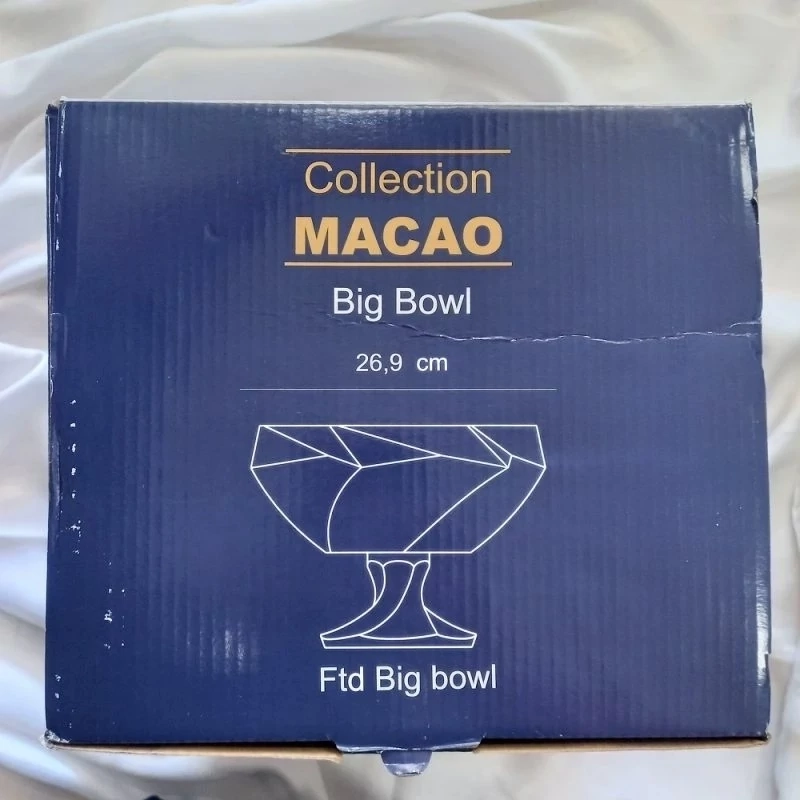 Collection
MACAO
Big Bowl
26,9 cm
Ftd Big bowl